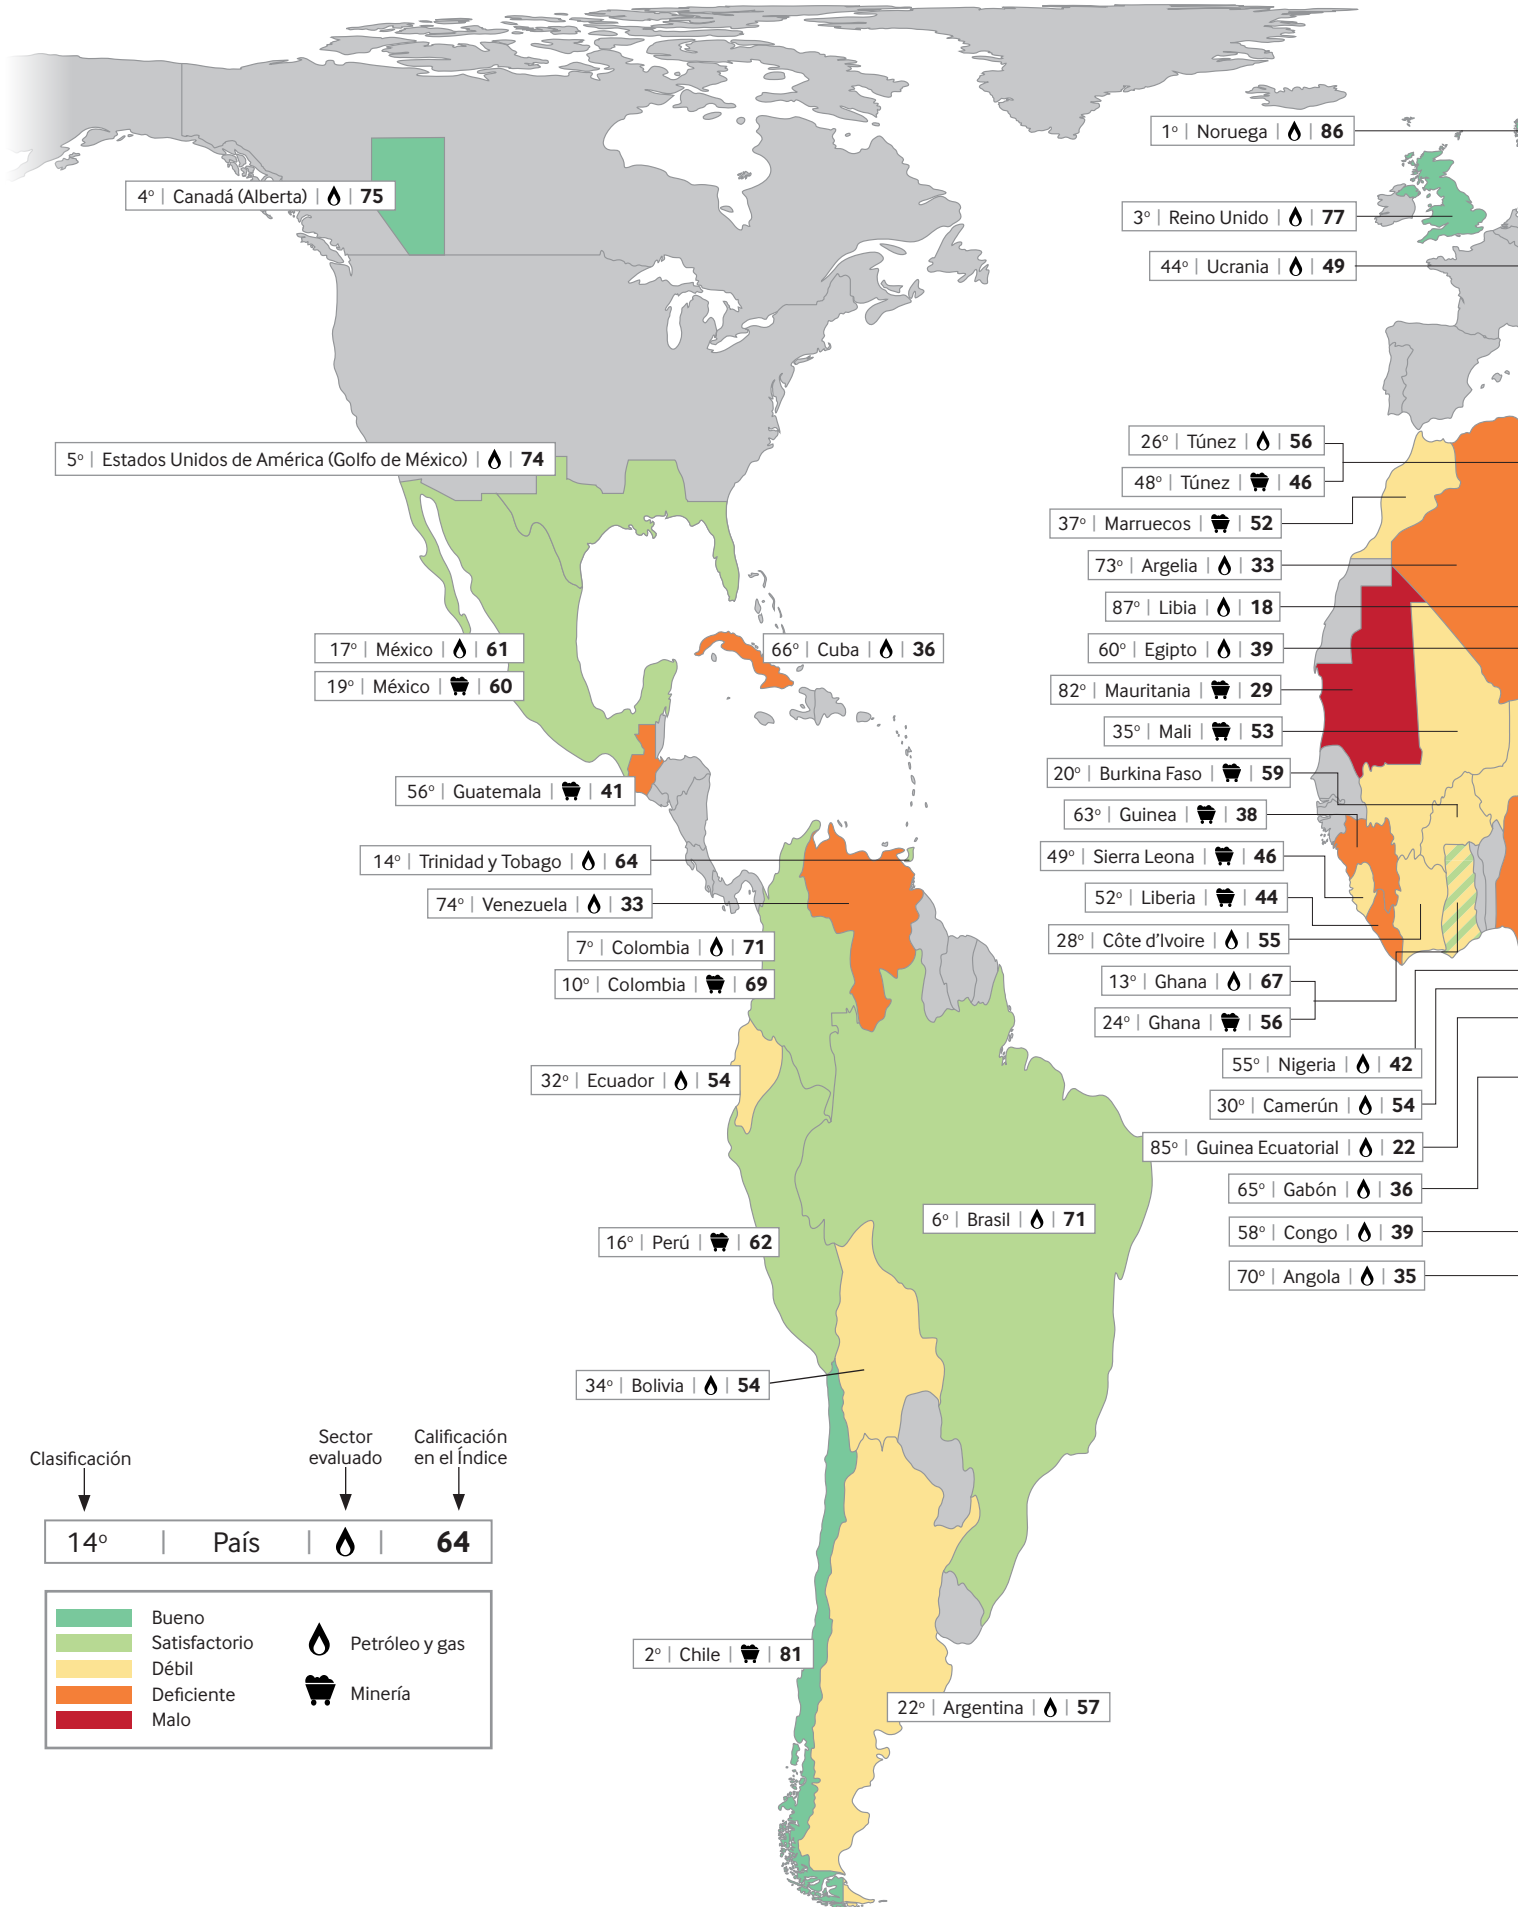 1º | Noruega | 86
4º | Canadá (Alberta) | 75
3º | Reino Unido | 77
44º | Ucrania | 49
5º | Estados Unidos de América (Golfo de México) | 74
26º | Túnez | 56
48º | Túnez | 46
37º | Marruecos | 52
73º | Argelia | 33
87º | Libia | 18
17º | México | 61
66º | Cuba | 36
60º | Egipto | 39
19º | México | 60
82º | Mauritania | 29
35º | Mali | 53
20º | Burkina Faso | 59
56º | Guatemala | 41
63º | Guinea | 38
14º | Trinidad y Tobago | 64
49º | Sierra Leona | 46
74º | Venezuela | 33
52º | Liberia | 44
7º | Colombia | 71
28º | Côte d'Ivoire | 55
10º | Colombia | 69
13º | Ghana | 67
24º | Ghana | 56
55º | Nigeria | 42
32º | Ecuador | 54
30º | Camerún | 54
85º | Guinea Ecuatorial | 22
65º | Gabón | 36
6º | Brasil | 71
58º | Congo | 39
16º | Perú | 62
70º | Angola | 35
34º | Bolivia | 54
Clasificación
Sector
evaluado
Calificación
en el Índice
14º | País | 64
Bueno
Satisfactorio
Débil
Deficiente
Malo
Petróleo y gas
Minería
2º | Chile | 81
22º | Argentina | 57